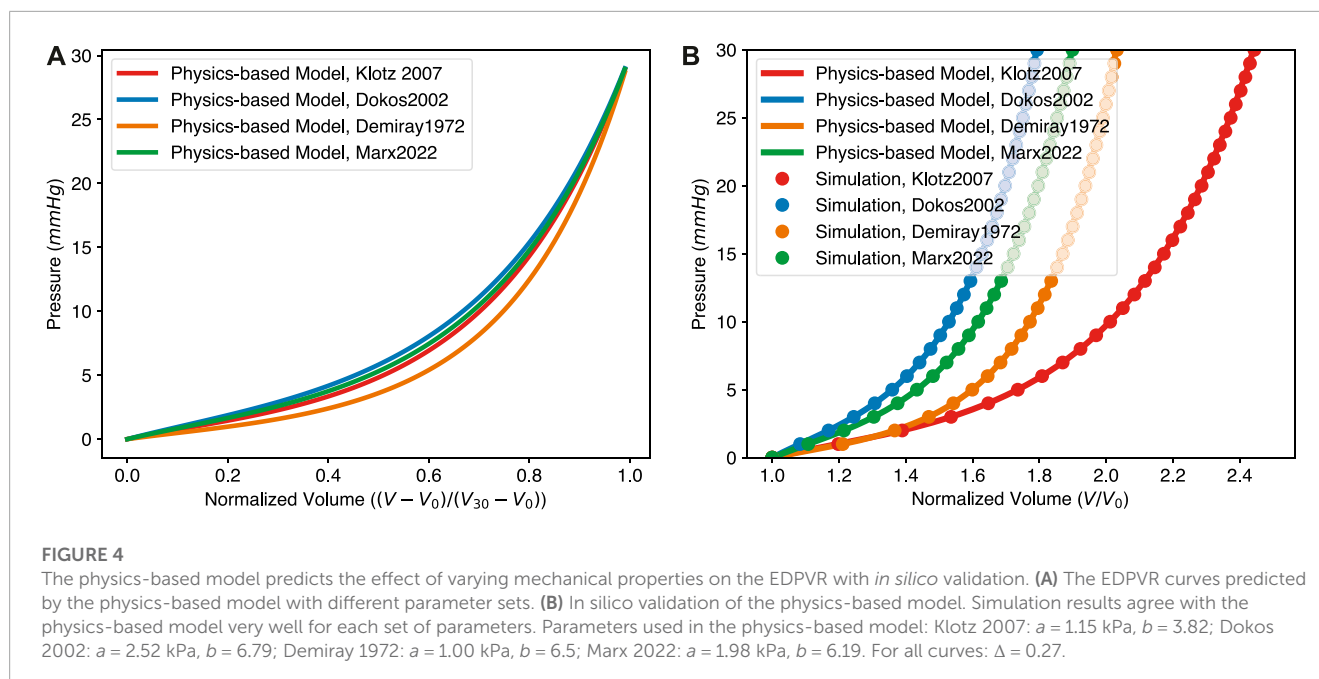 A
30
25
20
15
10
5
0
Pressure (mmHg)
Physics-based Model, Klotz 2007
Physics-based Model, Dokos2002
Physics-based Model, Demiray1972
Physics-based Model, Marx2022
0.0 0.2 0.4 0.6 0.8 1.0
Normalized Volume ((V − V₀)/(V₃₀ − V₀))
B
30
25
20
15
10
5
0
Pressure (mmHg)
Physics-based Model, Klotz2007
Physics-based Model, Dokos2002
Physics-based Model, Demiray1972
Physics-based Model, Marx2022
Simulation, Klotz2007
Simulation, Dokos2002
Simulation, Demiray1972
Simulation, Marx2022
1.0 1.2 1.4 1.6 1.8 2.0 2.2 2.4
Normalized Volume (V/V₀)
FIGURE 4
The physics-based model predicts the effect of varying mechanical properties on the EDPVR with in silico validation. (A) The EDPVR curves predicted
by the physics-based model with different parameter sets. (B) In silico validation of the physics-based model. Simulation results agree with the
physics-based model very well for each set of parameters. Parameters used in the physics-based model: Klotz 2007: a = 1.15 kPa, b = 3.82; Dokos
2002: a = 2.52 kPa, b = 6.79; Demiray 1972: a = 1.00 kPa, b = 6.5; Marx 2022: a = 1.98 kPa, b = 6.19. For all curves: Δ = 0.27.